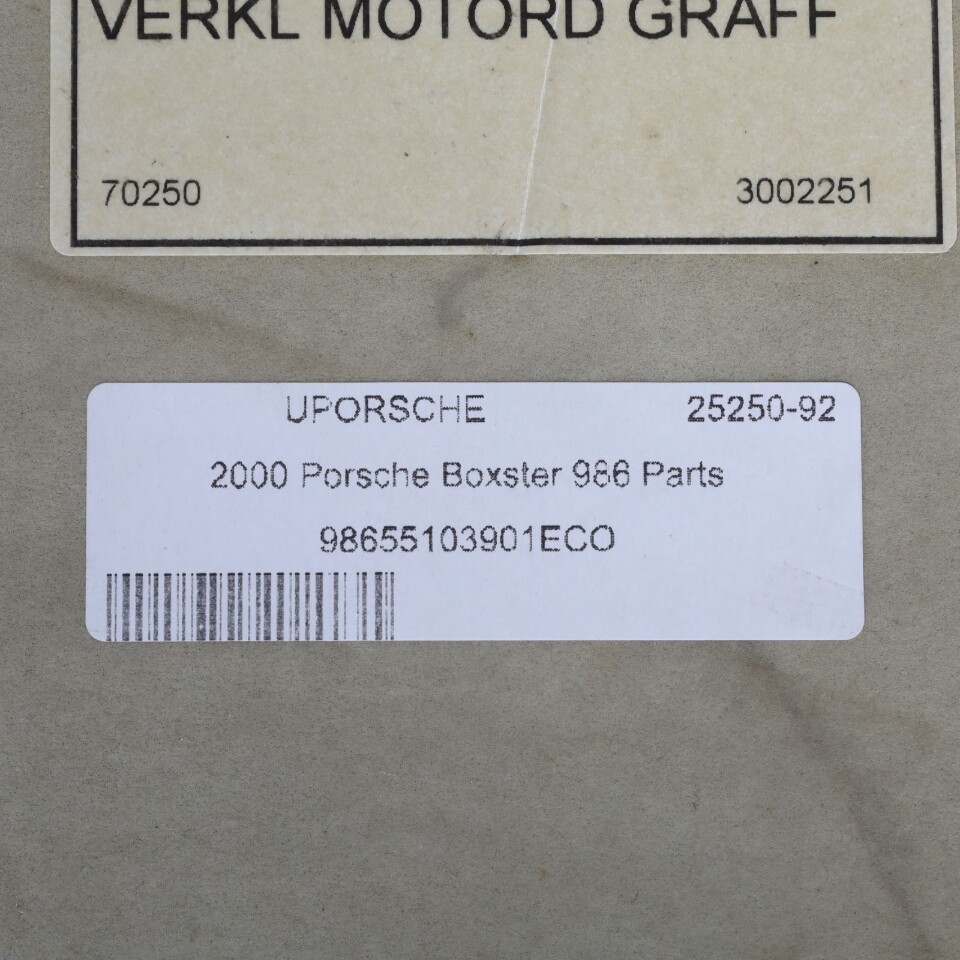 VERKL MOTORD GRAFF
70250 3002251
UPORSCHE 25250-92
2000 Porsche Boxster 986 Parts
98655103901ECO